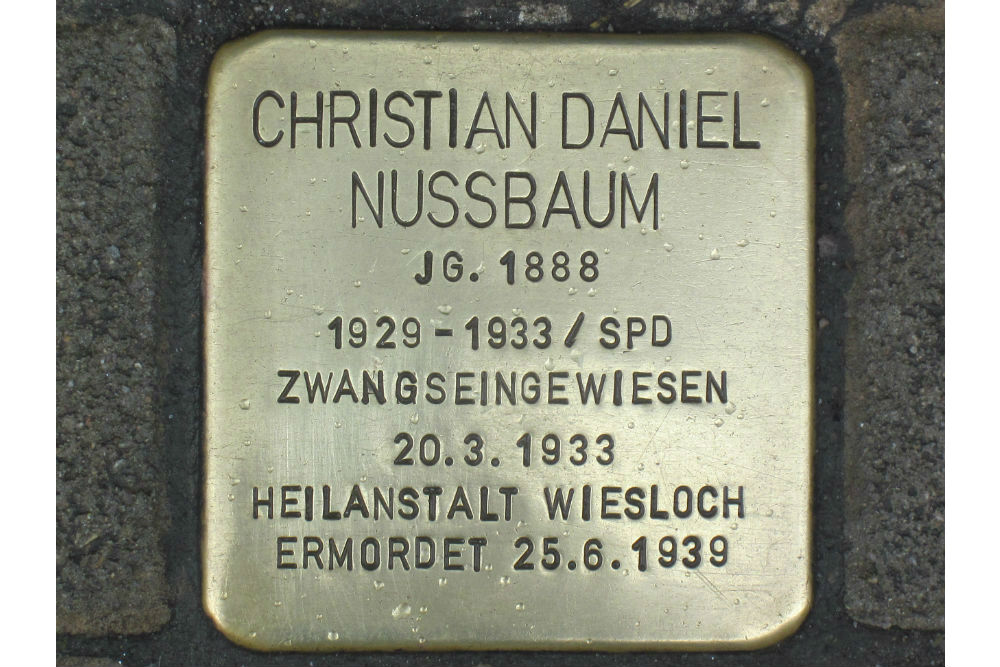 CHRISTIAN DANIEL
NUSSBAUM
JG. 1888
1929 - 1933 / SPD
ZWANGSEINGEWIESEN
20.3.1933
HEILANSTALT WIESLOCH
ERMORDET 25.6.1939